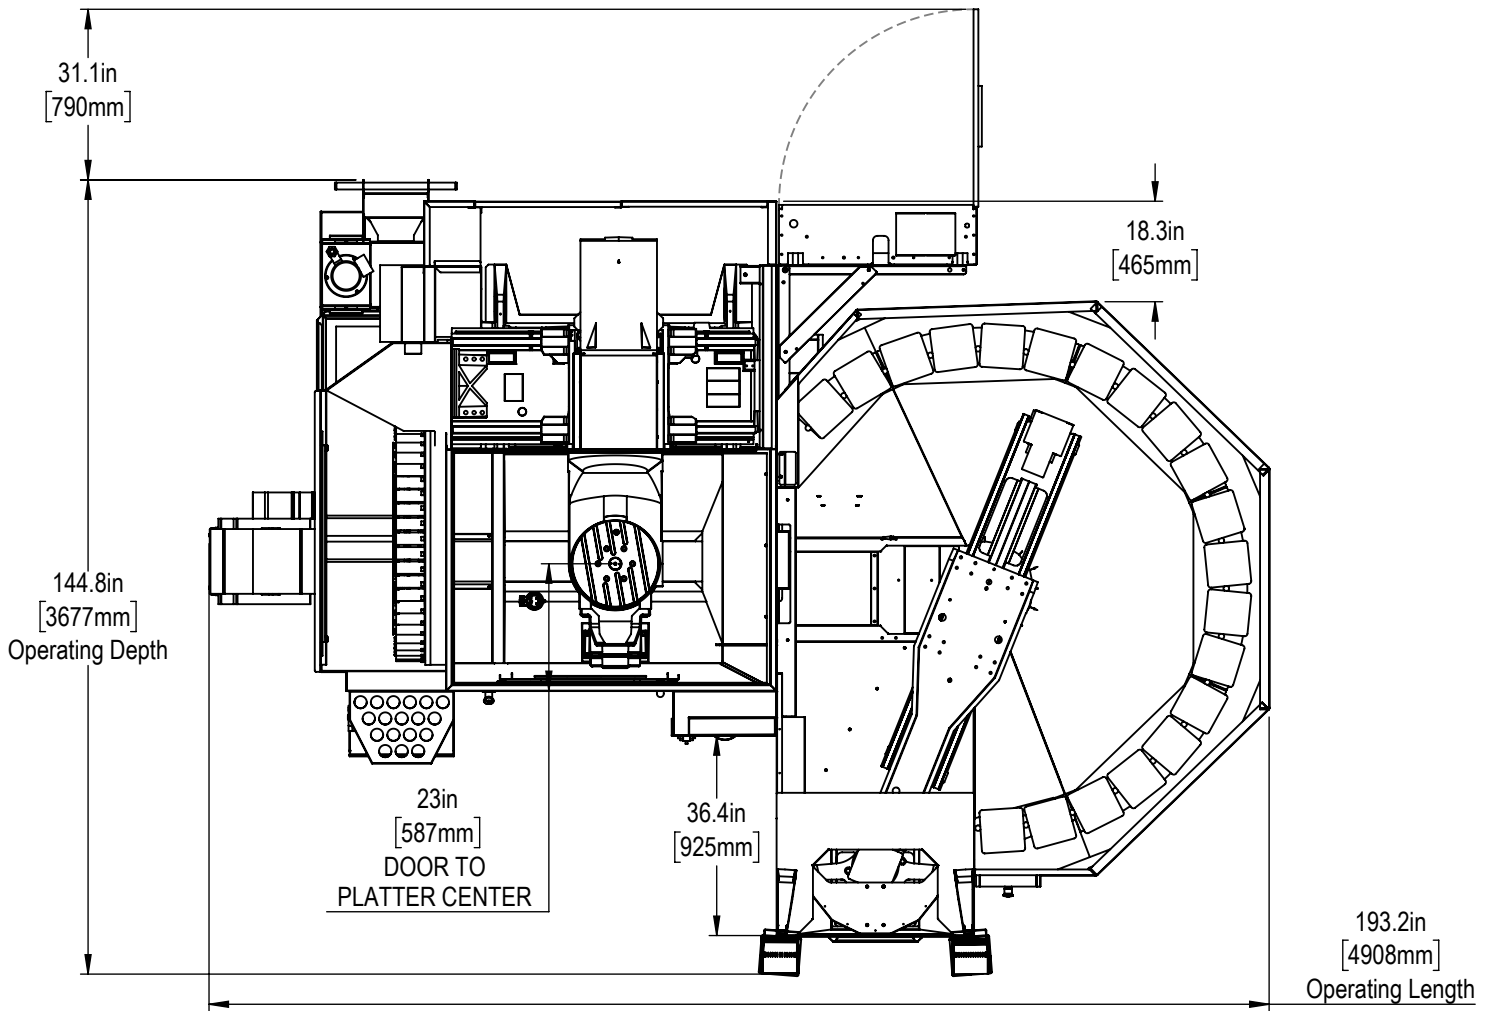 31.1in
[790mm]
18.3in
[465mm]
144.8in
[3677mm]
Operating Depth
23in
[587mm]
DOOR TO
PLATTER CENTER
36.4in
[925mm]
193.2in
[4908mm]
Operating Length